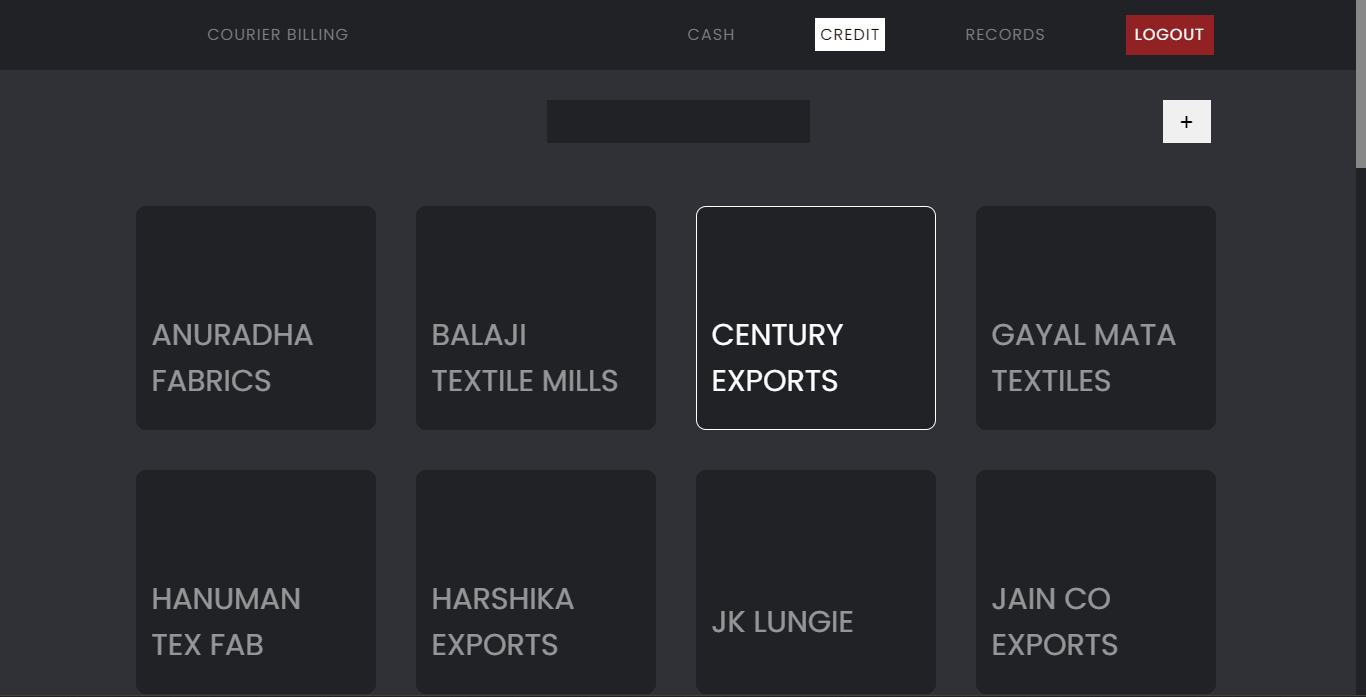 COURIER BILLING
CASH
CREDIT
RECORDS
LOGOUT
+
ANURADHA
FABRICS
BALAJI
TEXTILE MILLS
CENTURY
EXPORTS
GAYAL MATA
TEXTILES
HANUMAN
TEX FAB
HARSHIKA
EXPORTS
JK LUNGIE
JAIN CO
EXPORTS